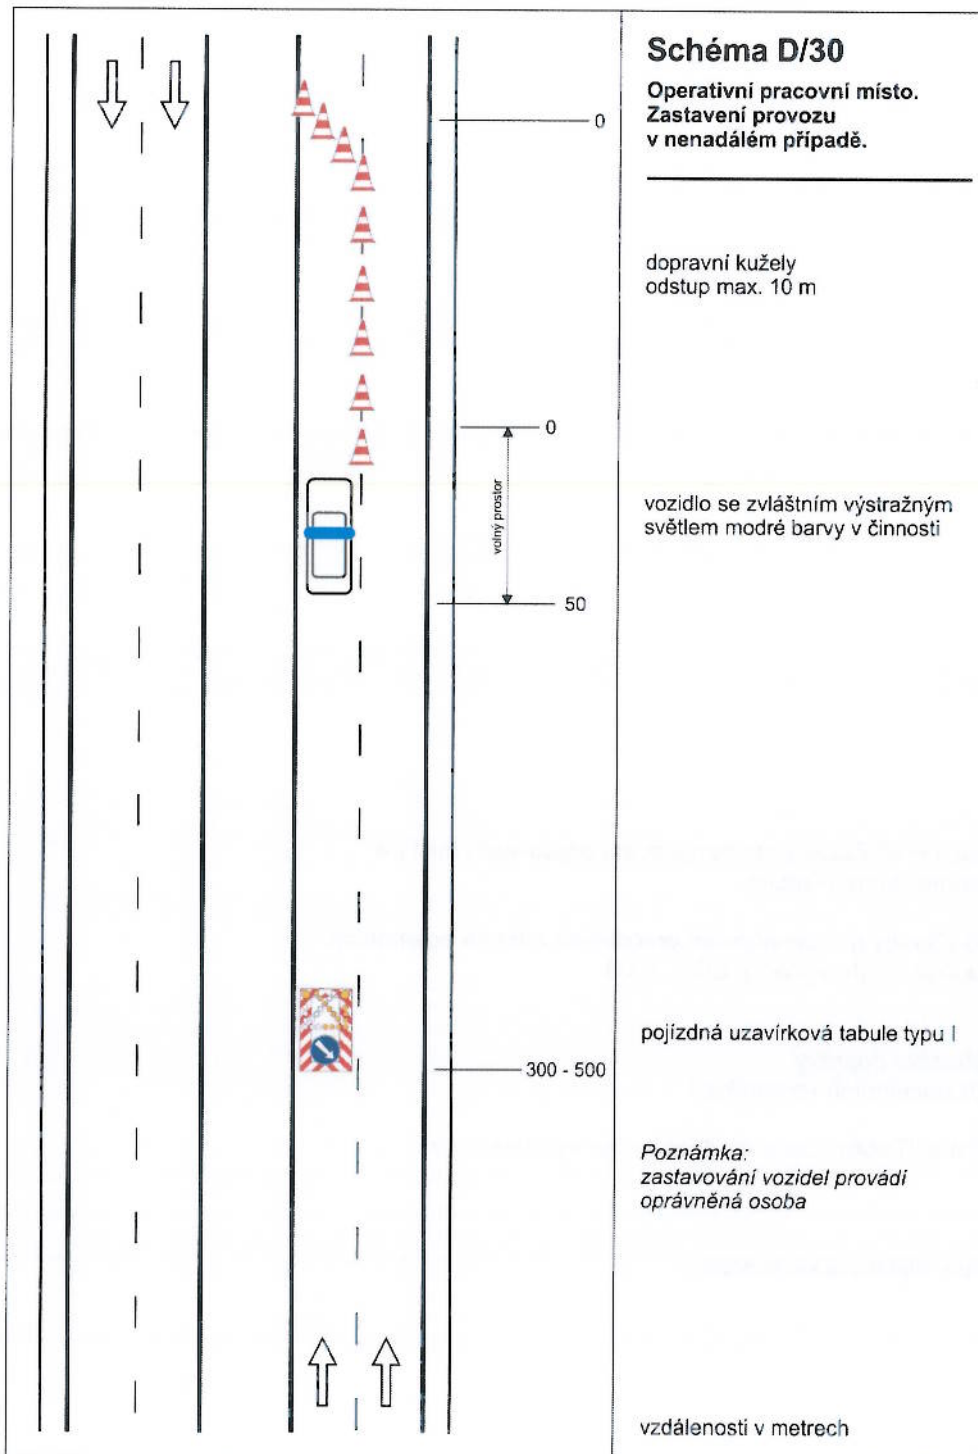 Schéma D/30
Operativní pracovní místo.
Zastavení provozu
v nenadálém případě.
0
dopravní kužely
odstup max. 10 m
0
volný prostor
vozidlo se zvláštním výstražným
světlem modré barvy v činnosti
50
pojízdná uzavírková tabule typu I
300 - 500
Poznámka:
zastavování vozidel provádí
oprávněná osoba
vzdálenosti v metrech